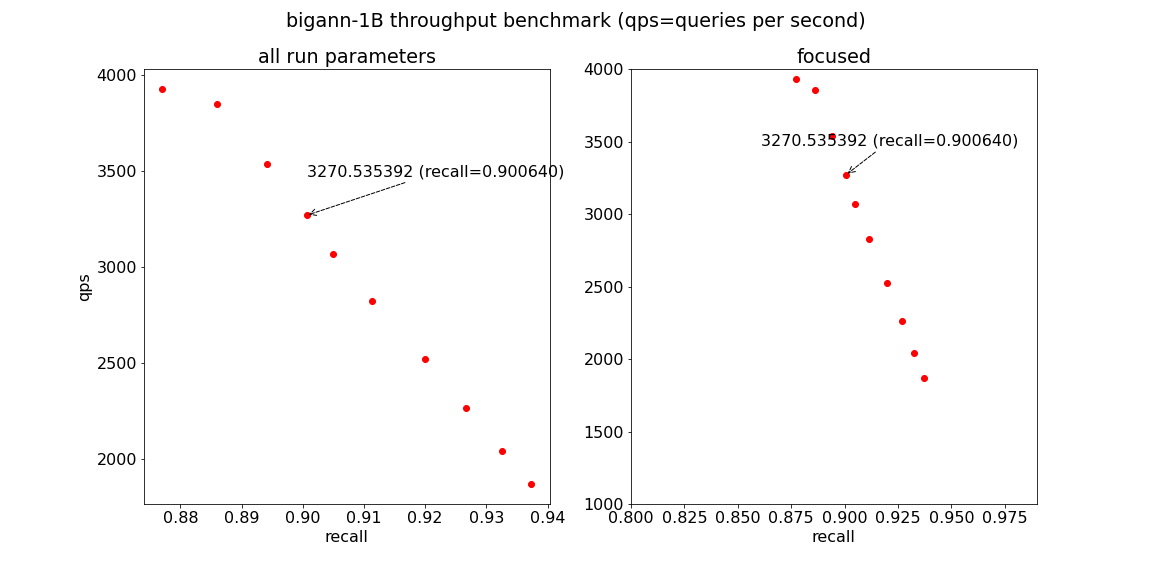 bigann-1B throughput benchmark (qps=queries per second)
all run parameters
4000
3500
3000
2500
2000
qps
3270.535392 (recall=0.900640)
0.88 0.89 0.90 0.91 0.92 0.93 0.94
recall
focused
4000
3500
3000
2500
2000
1500
1000
3270.535392 (recall=0.900640)
0.800 0.825 0.850 0.875 0.900 0.925 0.950 0.975
recall